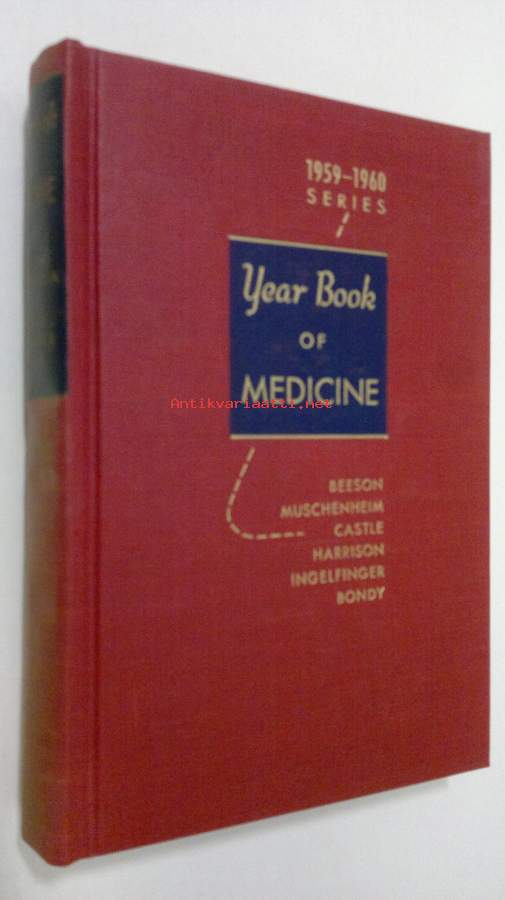 1959–1960
SERIES
Year Book
OF
MEDICINE
Antikvariaatti.net
BEESON
MUSCHENHEIM
CASTLE
HARRISON
INGELFINGER
BONDY